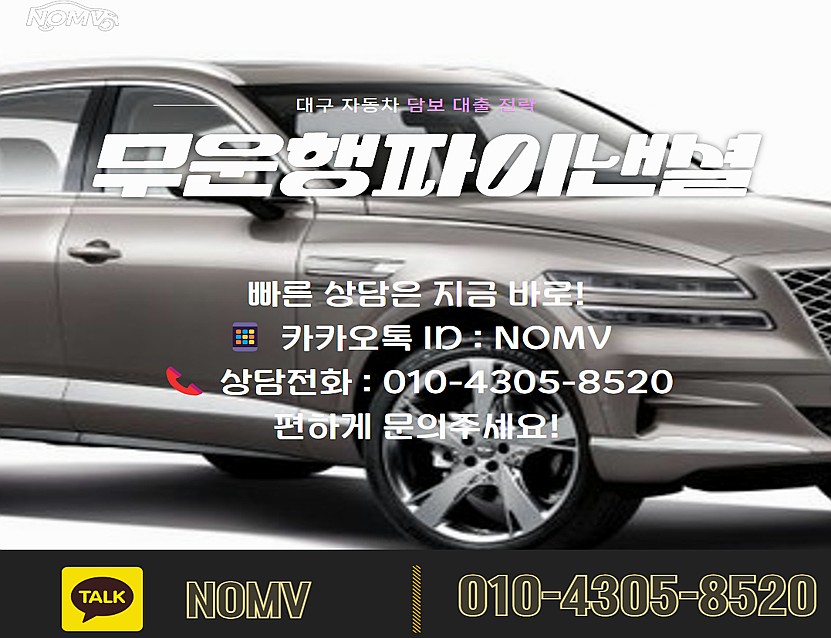 NOMV
대구 자동차 담보 대출 전략
무운행파이낸셜
빠른 상담은 지금 바로!
카카오톡 ID : NOMV
상담전화 : 010-4305-8520
편하게 문의주세요!
TALK NOMV 010-4305-8520